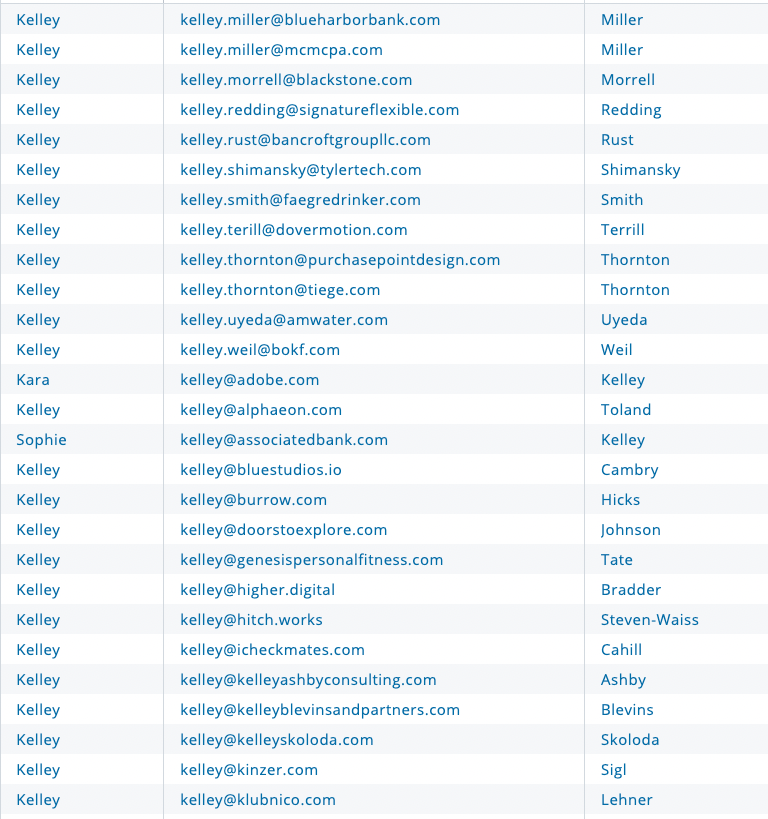 Kelley kelley.miller@blueharborbank.com Miller
Kelley kelley.miller@mcmcpa.com Miller
Kelley kelley.morrell@blackstone.com Morrell
Kelley kelley.redding@signatureflexible.com Redding
Kelley kelley.rust@bancroftgroupllc.com Rust
Kelley kelley.shimansky@tylertech.com Shimansky
Kelley kelley.smith@faegredrinker.com Smith
Kelley kelley.terill@dovermotion.com Terrill
Kelley kelley.thornton@purchasepointdesign.com Thornton
Kelley kelley.thornton@tiege.com Thornton
Kelley kelley.uyeda@amwater.com Uyeda
Kelley kelley.weil@bokf.com Weil
Kara kelley@adobe.com Kelley
Kelley kelley@alphaeon.com Toland
Sophie kelley@associatedbank.com Kelley
Kelley kelley@bluestudios.io Cambry
Kelley kelley@burrow.com Hicks
Kelley kelley@doorstoexplore.com Johnson
Kelley kelley@genesispersonalfitness.com Tate
Kelley kelley@higher.digital Bradder
Kelley kelley@hitch.works Steven-Waiss
Kelley kelley@icheckmates.com Cahill
Kelley kelley@kelleyashbyconsulting.com Ashby
Kelley kelley@kelleyblevinsandpartners.com Blevins
Kelley kelley@kelleyskoloda.com Skoloda
Kelley kelley@kinzer.com Sigl
Kelley kelley@klubnico.com Lehner